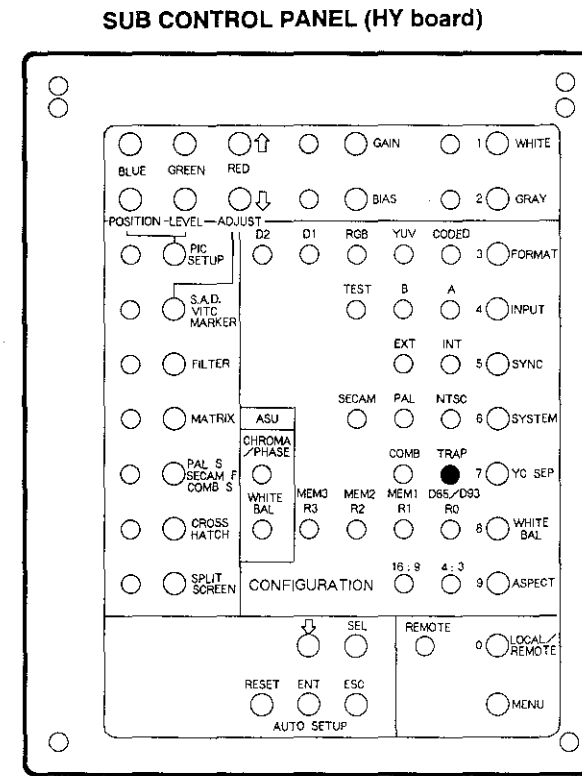 SUB CONTROL PANEL (HY board)
GAIN 1 WHITE
BLUE GREEN RED
BIAS 2 GRAY
POSITION LEVEL ADJUST
D2 D1 RGB YUV CODED
PIC
SETUP
3 FORMAT
TEST B A
S.A.D.
VITC
MARKER
4 INPUT
EXT INT
FILTER
5 SYNC
SECAM PAL NTSC
MATRIX
ASU
6 SYSTEM
CHROMA
/PHASE
COMB TRAP
PAL S
SECAM F
COMB S
7 YC SEP
WHITE
BAL
MEM3 MEM2 MEM1 D65/D93
R3 R2 R1 R0
CROSS
HATCH
8 WHITE
BAL
16:9 4:3
SPLIT
SCREEN
CONFIGURATION
9 ASPECT
SEL REMOTE
0 LOCAL/
REMOTE
RESET ENT ESC
MENU
AUTO SETUP